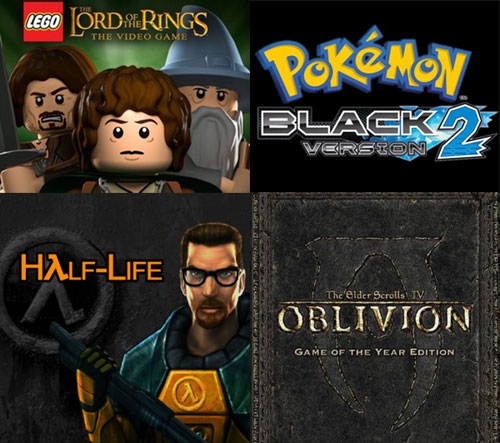 LEGO THE LORD OF THE RINGS
THE VIDEO GAME
POKéMON
BLACK 2
VERSION
HλLF-LIFE
λ
The Elder Scrolls IV
OBLIVION
GAME OF THE YEAR EDITION